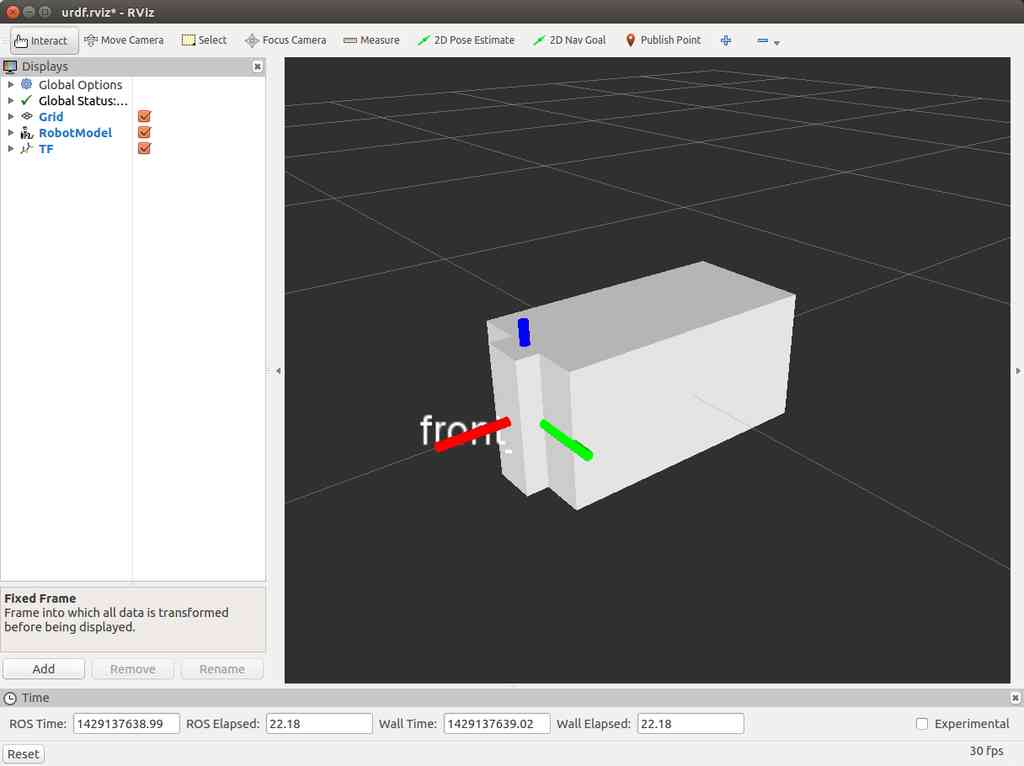 urdf.rviz* - RViz
Interact Move Camera Select Focus Camera Measure 2D Pose Estimate 2D Nav Goal Publish Point
Displays
Global Options
Global Status:...
Grid
RobotModel
TF
front_
Fixed Frame
Frame into which all data is transformed
before being displayed.
Add Remove Rename
Time
ROS Time: 1429137638.99 ROS Elapsed: 22.18 Wall Time: 1429137639.02 Wall Elapsed: 22.18 Experimental
Reset 30 fps